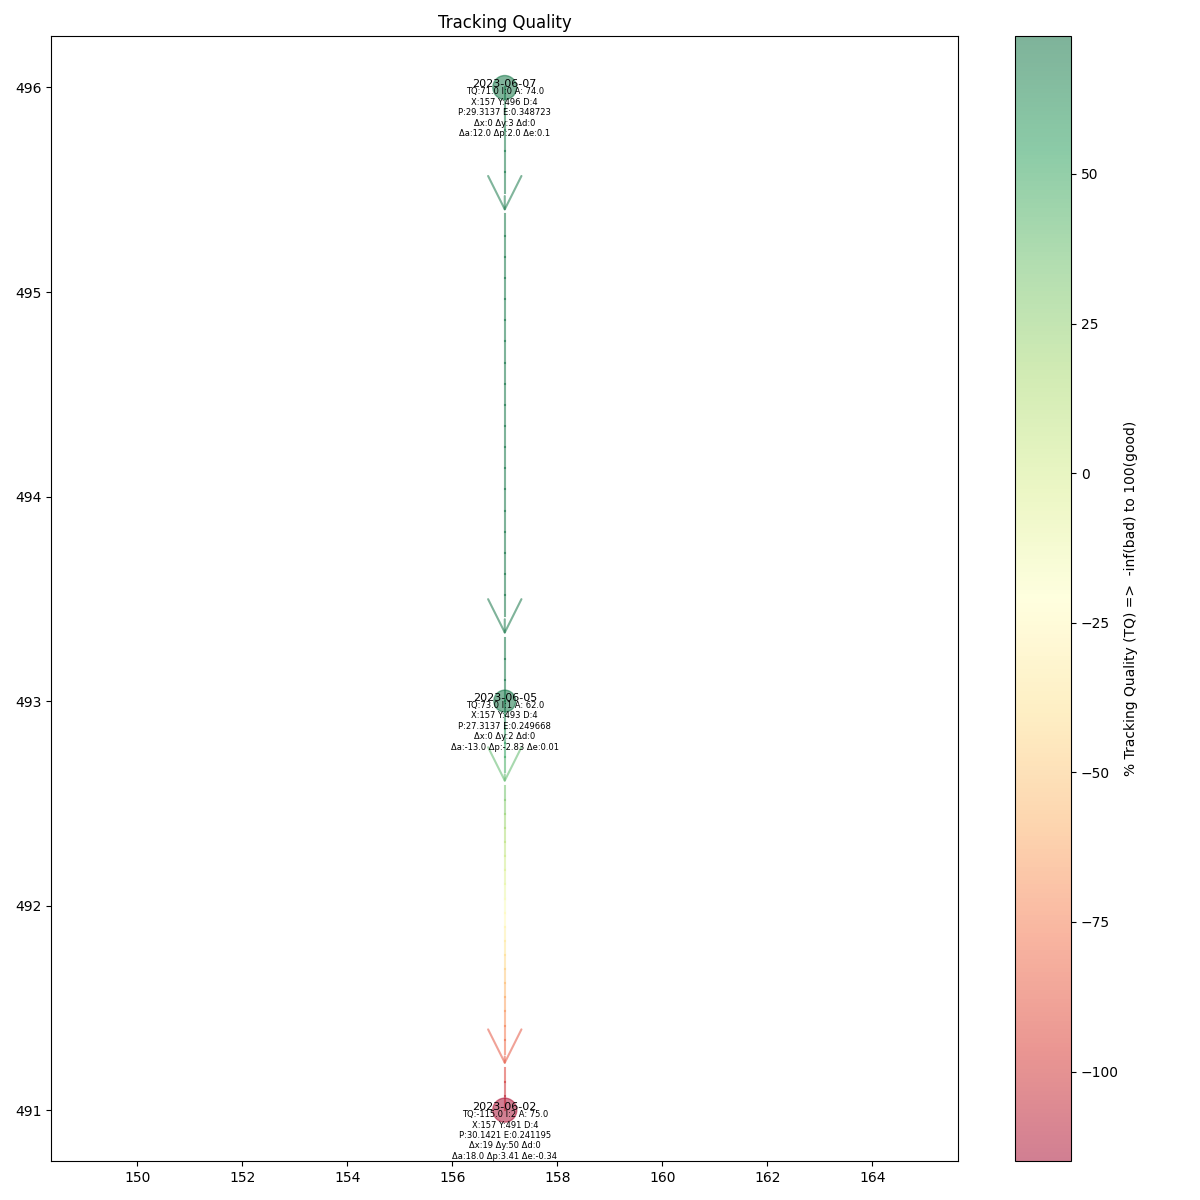 Tracking Quality
496
495
494
493
492
491
2023-06-07
TQ:71.0 I:0 A: 74.0
X:157 Y:496 D:4
P:29.3137 E:0.348723
Δx:0 Δy:3 Δd:0
Δa:12.0 Δp:2.0 Δe:0.1
2023-06-05
TQ:73.0 I:1 A: 62.0
X:157 Y:493 D:4
P:27.3137 E:0.249668
Δx:0 Δy:2 Δd:0
Δa:-13.0 Δp:-2.83 Δe:0.01
2023-06-02
TQ:-115.0 I:2 A: 75.0
X:157 Y:491 D:4
P:30.1421 E:0.241195
Δx:19 Δy:50 Δd:0
Δa:18.0 Δp:3.41 Δe:-0.34
150 152 154 156 158 160 162 164
50
25
0
−25
−50
−75
−100
% Tracking Quality (TQ) => -inf(bad) to 100(good)